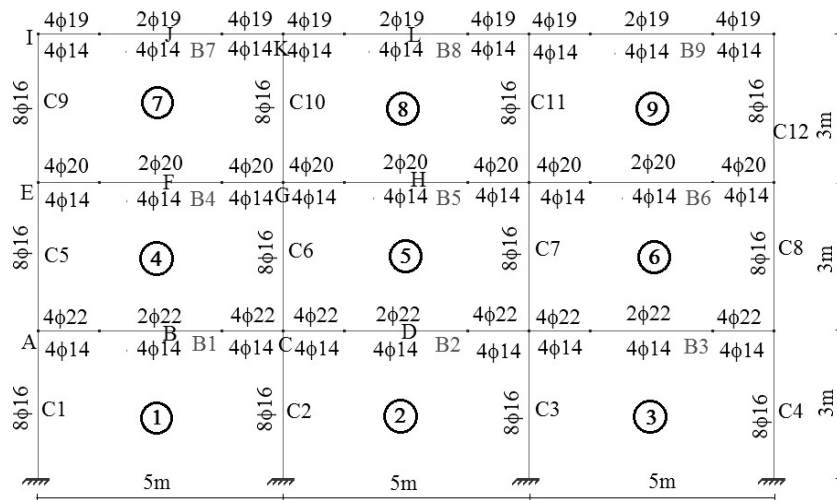 4ϕ19 2ϕ19 4ϕ19 4ϕ19 2ϕ19 4ϕ19 4ϕ19 2ϕ19 4ϕ19
I J K L
4ϕ14 4ϕ14 B7 4ϕ14 4ϕ14 4ϕ14 B8 4ϕ14 4ϕ14 4ϕ14 B9 4ϕ14
8ϕ16 C9 7 8ϕ16 C10 8 8ϕ16 C11 9 8ϕ16 C12 3m
4ϕ20 2ϕ20 4ϕ20 4ϕ20 2ϕ20 4ϕ20 4ϕ20 2ϕ20 4ϕ20
E F G H
4ϕ14 4ϕ14 B4 4ϕ14 4ϕ14 4ϕ14 B5 4ϕ14 4ϕ14 4ϕ14 B6 4ϕ14
8ϕ16 C5 4 8ϕ16 C6 5 8ϕ16 C7 6 8ϕ16 C8 3m
4ϕ22 2ϕ22 4ϕ22 4ϕ22 2ϕ22 4ϕ22 4ϕ22 2ϕ22 4ϕ22
A B C D
4ϕ14 4ϕ14 B1 4ϕ14 4ϕ14 4ϕ14 B2 4ϕ14 4ϕ14 4ϕ14 B3 4ϕ14
8ϕ16 C1 1 8ϕ16 C2 2 8ϕ16 C3 3 8ϕ16 C4 3m
5m 5m 5m